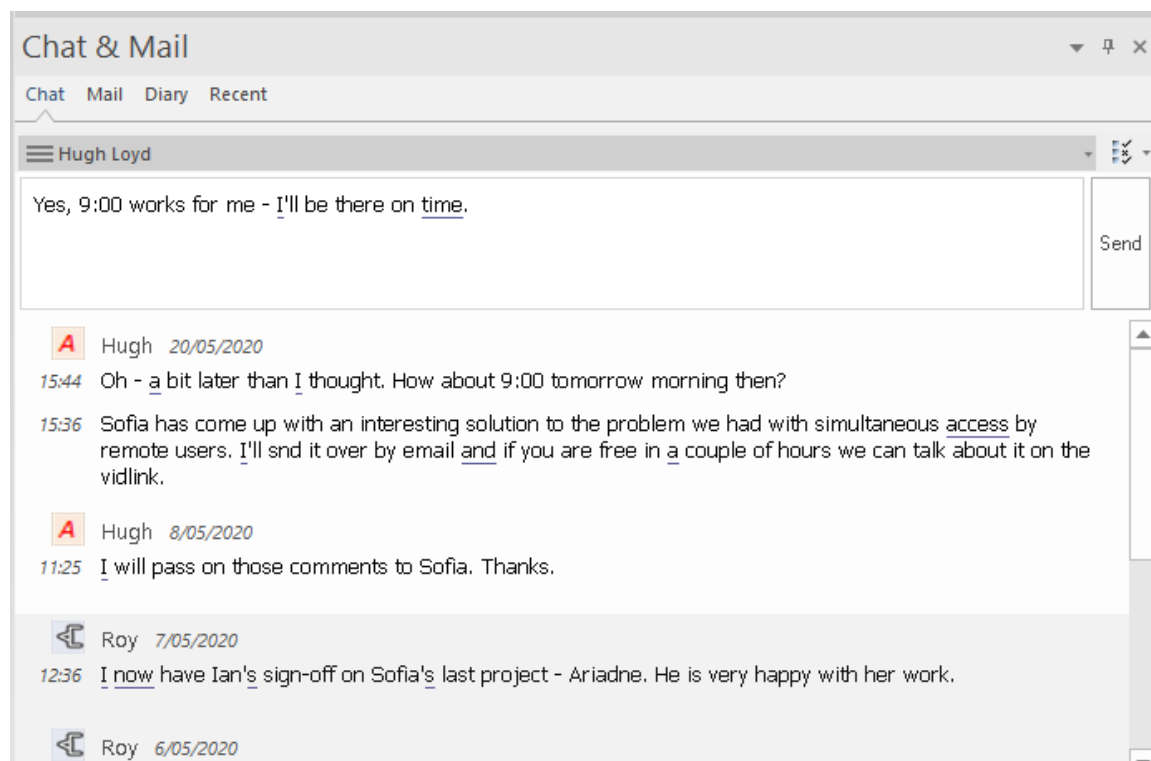 Chat & Mail
Chat Mail Diary Recent
Hugh Loyd
Yes, 9:00 works for me - I'll be there on time.
Send
A Hugh 20/05/2020
15:44 Oh - a bit later than I thought. How about 9:00 tomorrow morning then?
15:36 Sofia has come up with an interesting solution to the problem we had with simultaneous access by
remote users. I'll snd it over by email and if you are free in a couple of hours we can talk about it on the
vidlink.
A Hugh 8/05/2020
11:25 I will pass on those comments to Sofia. Thanks.
Roy 7/05/2020
12:36 I now have Ian's sign-off on Sofia's last project - Ariadne. He is very happy with her work.
Roy 6/05/2020